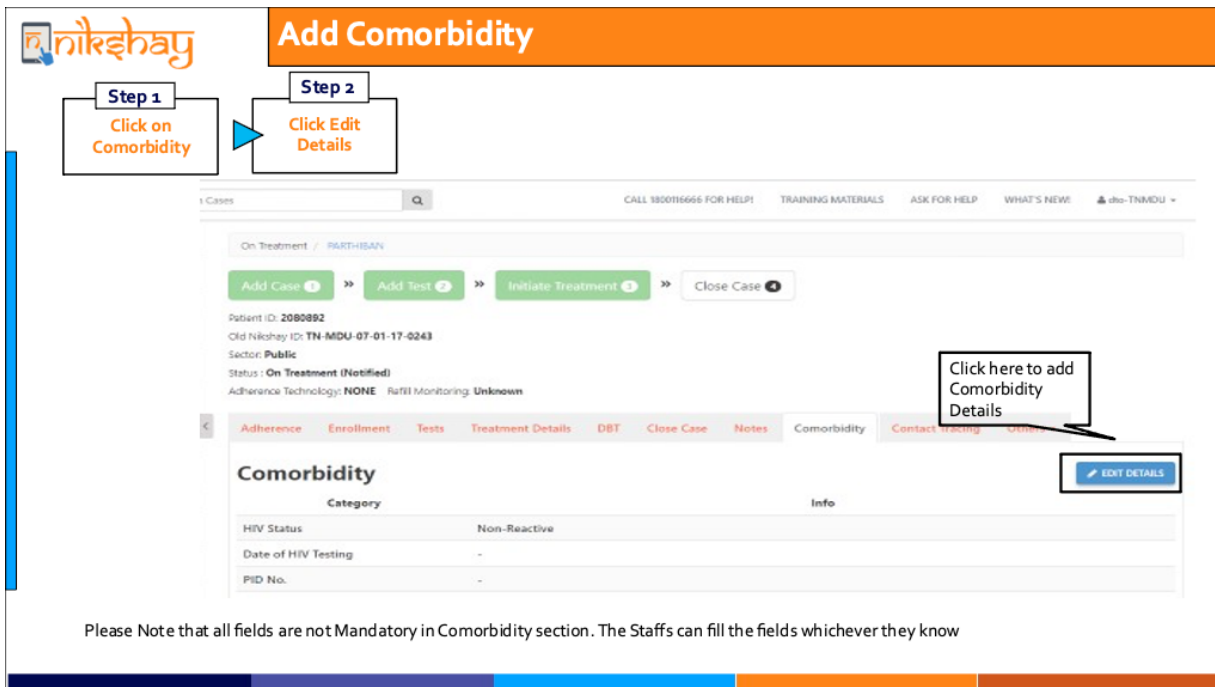 nikshay
Add Comorbidity
Step 1
Click on
Comorbidity
Step 2
Click Edit
Details
Cases
CALL 1800116666 FOR HELP! TRAINING MATERIALS ASK FOR HELP WHAT'S NEW! dto-TNMDU
On Treatment / PARTHIBAN
Add Case 1 » Add Test 2 » Initiate Treatment 3 » Close Case 4
Patient ID: 2080892
Old Nikshay ID: TN-MDU-07-01-17-0243
Sector: Public
Status : On Treatment (Notified)
Adherence Technology: NONE Refill Monitoring: Unknown
Click here to add
Comorbidity
Details
Adherence Enrollment Tests Treatment Details DBT Close Case Notes Comorbidity Contact Tracing Others
Comorbidity
EDIT DETAILS
Category Info
HIV Status Non-Reactive
Date of HIV Testing -
PID No. -
Please Note that all fields are not Mandatory in Comorbidity section. The Staffs can fill the fields whichever they know